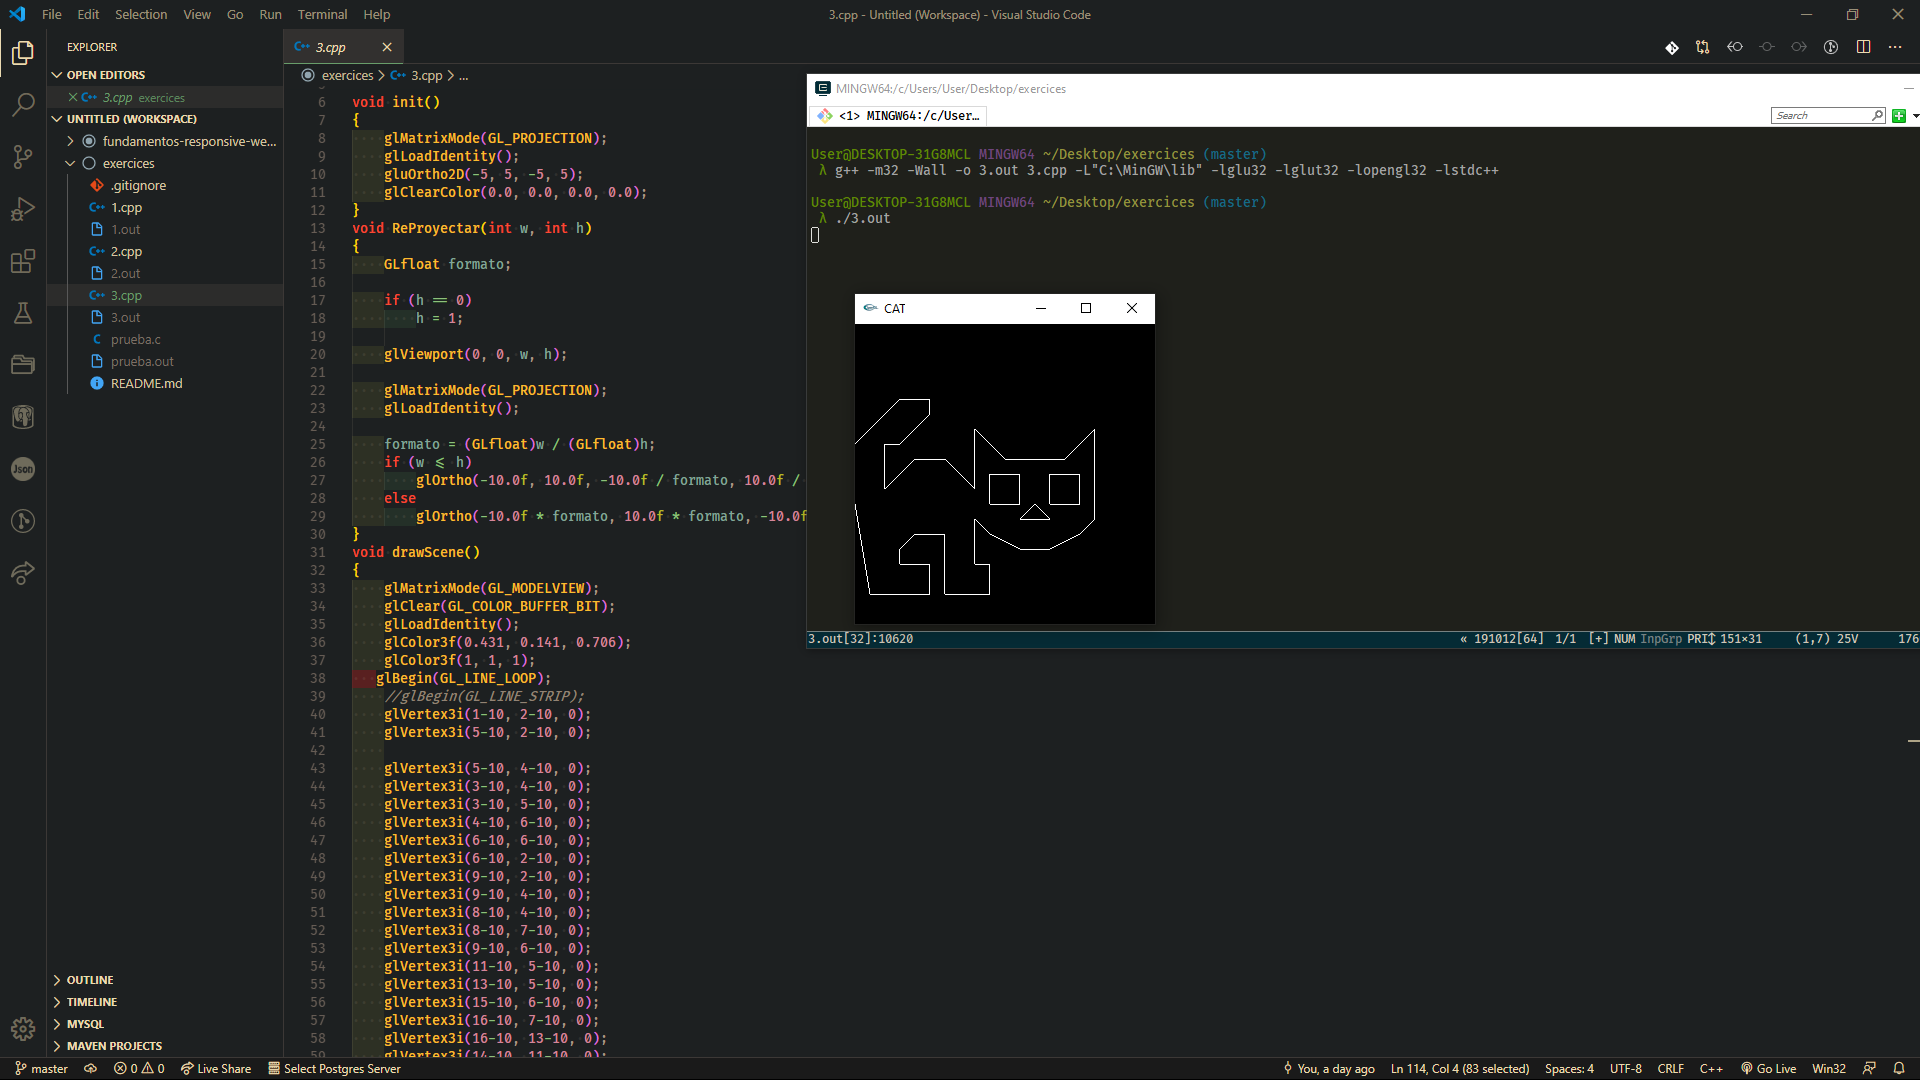 File Edit Selection View Go Run Terminal Help
3.cpp - Untitled (Workspace) - Visual Studio Code
EXPLORER
OPEN EDITORS
3.cpp exercices
UNTITLED (WORKSPACE)
fundamentos-responsive-we...
exercices
.gitignore
1.cpp
1.out
2.cpp
2.out
3.cpp
3.out
prueba.c
prueba.out
README.md
OUTLINE
TIMELINE
MYSQL
MAVEN PROJECTS
Json
3.cpp
exercices > 3.cpp > ...
6 void init()
7 {
8 glMatrixMode(GL_PROJECTION);
9 glLoadIdentity();
10 gluOrtho2D(-5, 5, -5, 5);
11 glClearColor(0.0, 0.0, 0.0, 0.0);
12 }
13 void ReProyectar(int w, int h)
14 {
15 GLfloat formato;
16
17 if (h == 0)
18 h = 1;
19
20 glViewport(0, 0, w, h);
21
22 glMatrixMode(GL_PROJECTION);
23 glLoadIdentity();
24
25 formato = (GLfloat)w / (GLfloat)h;
26 if (w <= h)
27 glOrtho(-10.0f, 10.0f, -10.0f / formato, 10.0f /
28 else
29 glOrtho(-10.0f * formato, 10.0f * formato, -10.0f
30 }
31 void drawScene()
32 {
33 glMatrixMode(GL_MODELVIEW);
34 glClear(GL_COLOR_BUFFER_BIT);
35 glLoadIdentity();
36 glColor3f(0.431, 0.141, 0.706);
37 glColor3f(1, 1, 1);
38 glBegin(GL_LINE_LOOP);
39 //glBegin(GL_LINE_STRIP);
40 glVertex3i(1-10, 2-10, 0);
41 glVertex3i(5-10, 2-10, 0);
42
43 glVertex3i(5-10, 4-10, 0);
44 glVertex3i(3-10, 4-10, 0);
45 glVertex3i(3-10, 5-10, 0);
46 glVertex3i(4-10, 6-10, 0);
47 glVertex3i(6-10, 6-10, 0);
48 glVertex3i(6-10, 2-10, 0);
49 glVertex3i(9-10, 2-10, 0);
50 glVertex3i(9-10, 4-10, 0);
51 glVertex3i(8-10, 4-10, 0);
52 glVertex3i(8-10, 7-10, 0);
53 glVertex3i(9-10, 6-10, 0);
54 glVertex3i(11-10, 5-10, 0);
55 glVertex3i(13-10, 5-10, 0);
56 glVertex3i(15-10, 6-10, 0);
57 glVertex3i(16-10, 7-10, 0);
58 glVertex3i(16-10, 13-10, 0);
59 glVertex3i(14-10, 11-10, 0);
MINGW64:/c/Users/User/Desktop/exercices
<1> MINGW64:/c/User...
Search
User@DESKTOP-31G8MCL MINGW64 ~/Desktop/exercices (master)
λ g++ -m32 -Wall -o 3.out 3.cpp -L"C:\MinGW\lib" -lglu32 -lglut32 -lopengl32 -lstdc++
User@DESKTOP-31G8MCL MINGW64 ~/Desktop/exercices (master)
λ ./3.out
CAT
3.out[32]:10620
« 191012[64] 1/1 [+] NUM InpGrp PRI↕ 151×31 (1,7) 25V 176
master 0 0 Live Share Select Postgres Server
You, a day ago Ln 114, Col 4 (83 selected) Spaces: 4 UTF-8 CRLF C++ Go Live Win32